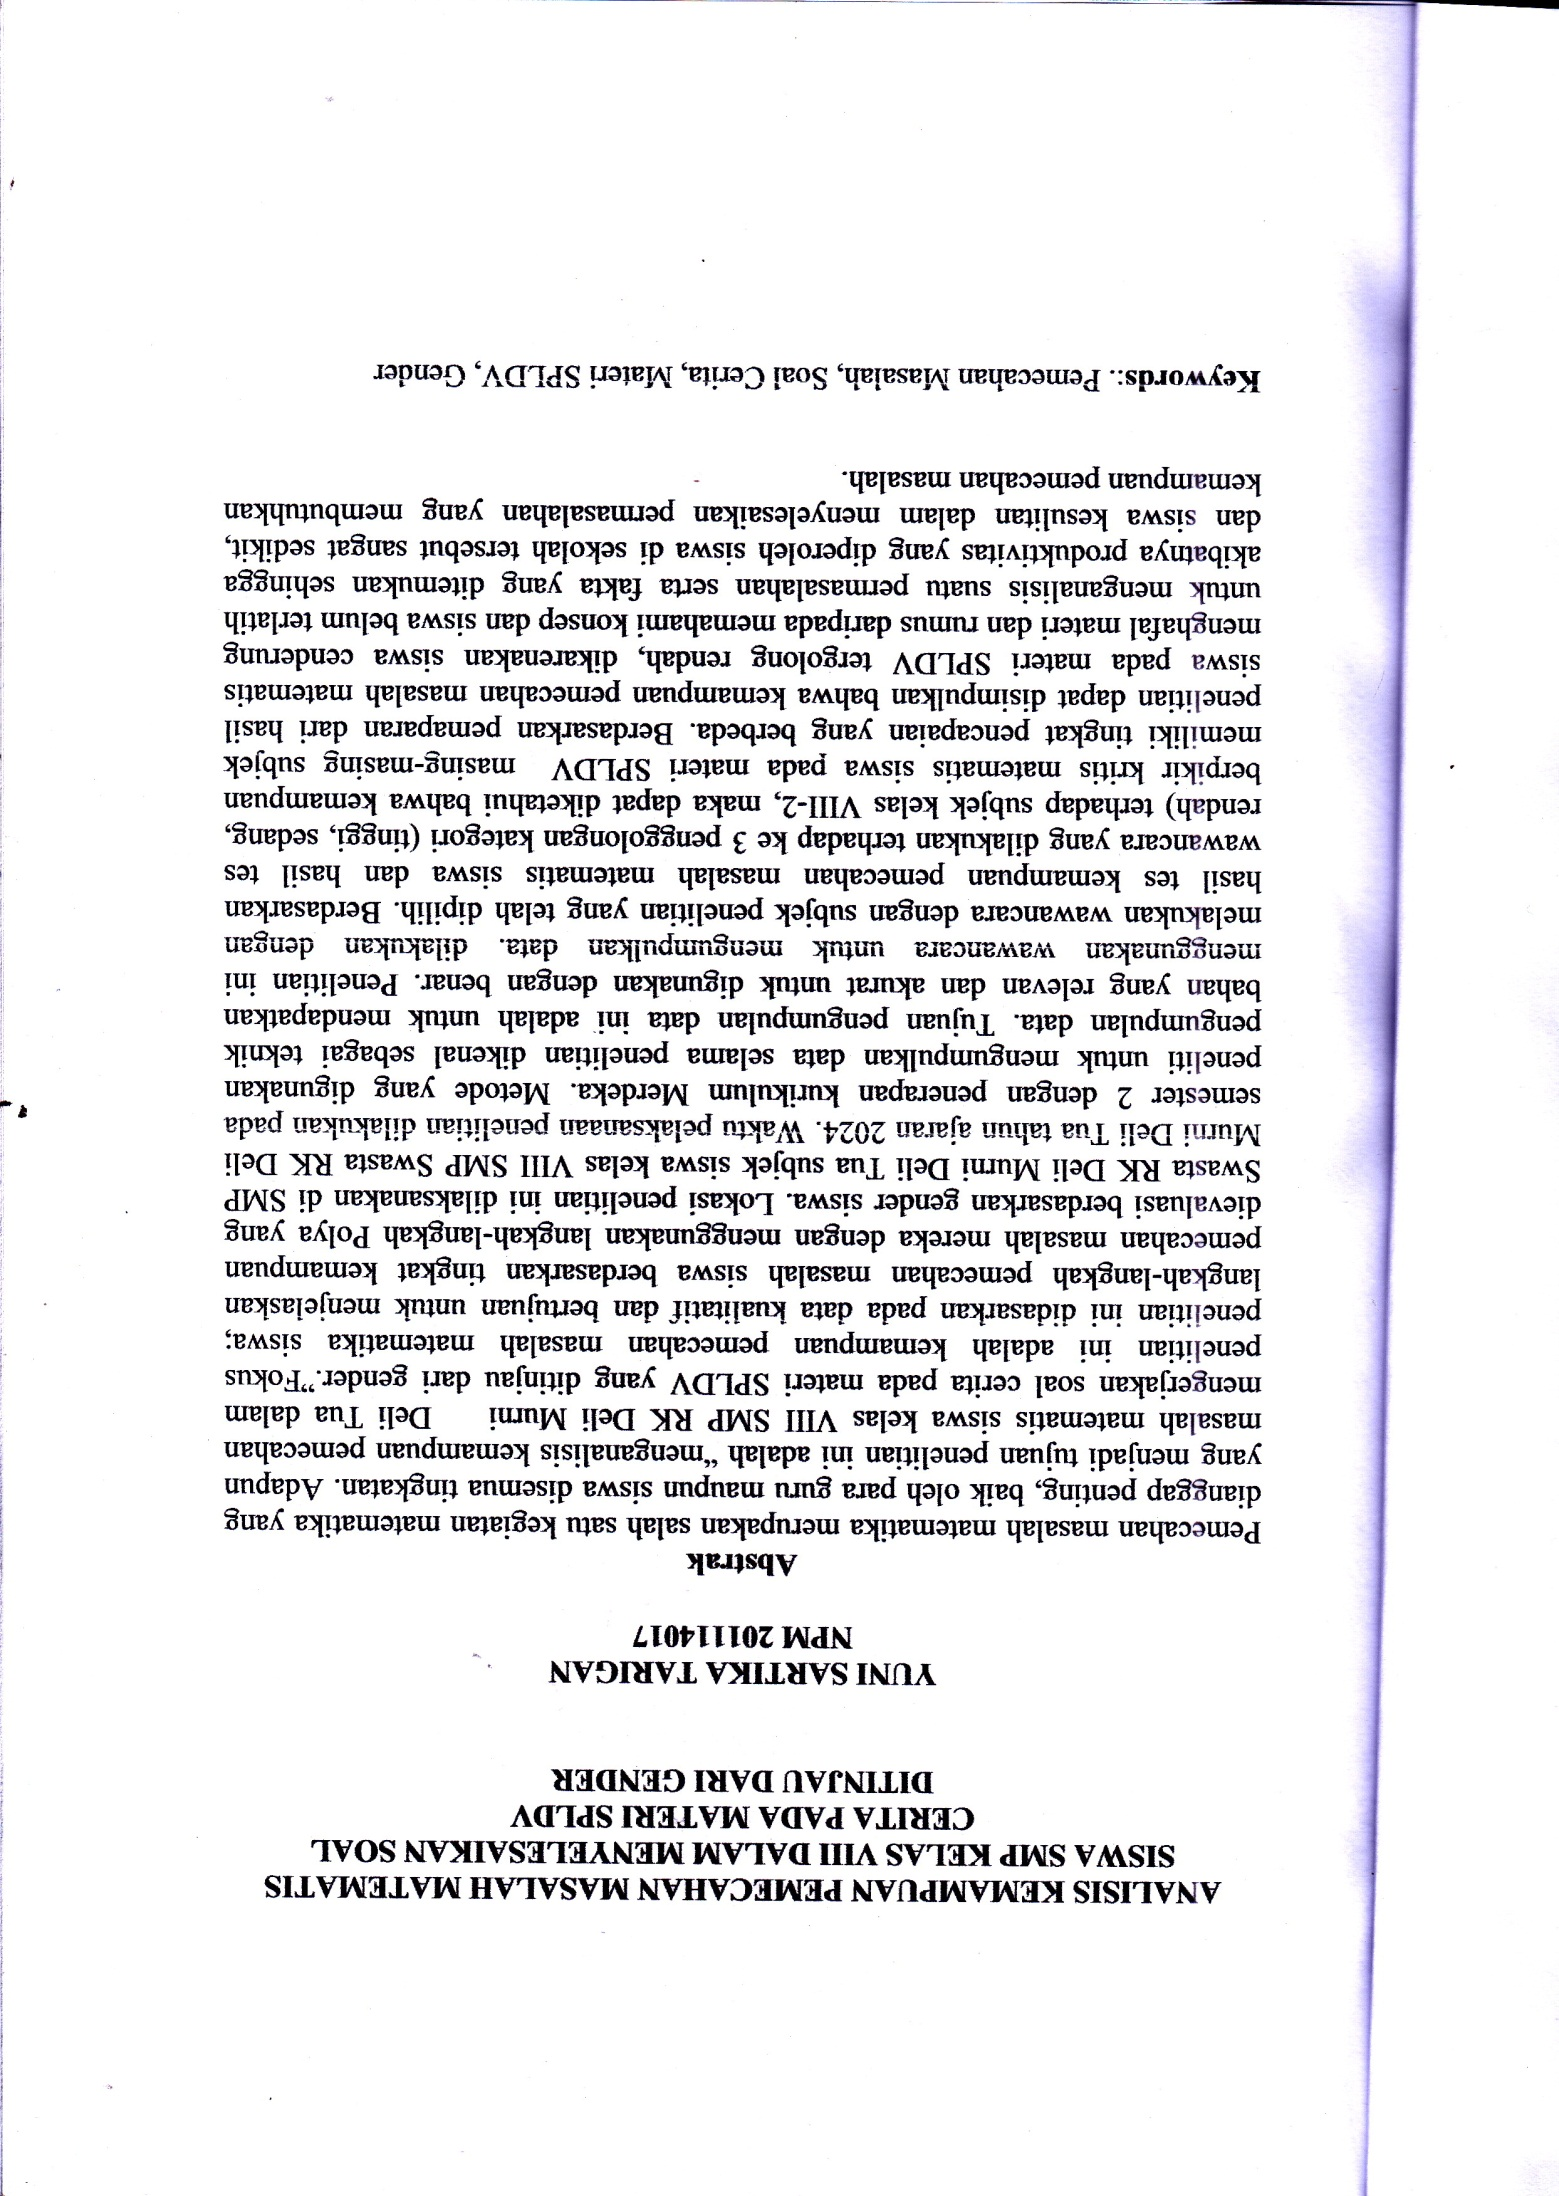 ANALISIS KEMAMPUAN PEMECAHAN MASALAH MATEMATIS
SISWA SMP KELAS VIII DALAM MENYELESAIKAN SOAL
CERITA PADA MATERI SPLDV
DITINJAU DARI GENDER
YUNI SARTIKA TARIGAN
NPM 201114017
Abstrak
Pemecahan masalah matematika merupakan salah satu kegiatan matematika yang
dianggap penting, baik oleh para guru maupun siswa disemua tingkatan. Adapun
yang menjadi tujuan penelitian ini adalah “menganalisis kemampuan pemecahan
masalah matematis siswa kelas VIII SMP RK Deli Murni Deli Tua dalam
mengerjakan soal cerita pada materi SPLDV yang ditinjau dari gender.”Fokus
penelitian ini adalah kemampuan pemecahan masalah matematika siswa;
penelitian ini didasarkan pada data kualitatif dan bertujuan untuk menjelaskan
langkah-langkah pemecahan masalah siswa berdasarkan tingkat kemampuan
pemecahan masalah mereka dengan menggunakan langkah-langkah Polya yang
dievaluasi berdasarkan gender siswa. Lokasi penelitian ini dilaksanakan di SMP
Swasta RK Deli Murni Deli Tua subjek siswa kelas VIII SMP Swasta RK Deli
Murni Deli Tua tahun ajaran 2024. Waktu pelaksanaan penelitian dilakukan pada
semester 2 dengan penerapan kurikulum Merdeka. Metode yang digunakan
peneliti untuk mengumpulkan data selama penelitian dikenal sebagai teknik
pengumpulan data. Tujuan pengumpulan data ini adalah untuk mendapatkan
bahan yang relevan dan akurat untuk digunakan dengan benar. Penelitian ini
menggunakan wawancara untuk mengumpulkan data. dilakukan dengan
melakukan wawancara dengan subjek penelitian yang telah dipilih. Berdasarkan
hasil tes kemampuan pemecahan masalah matematis siswa dan hasil tes
wawancara yang dilakukan terhadap ke 3 penggolongan kategori (tinggi, sedang,
rendah) terhadap subjek kelas VIII-2, maka dapat diketahui bahwa kemampuan
berpikir kritis matematis siswa pada materi SPLDV masing-masing subjek
memiliki tingkat pencapaian yang berbeda. Berdasarkan pemaparan dari hasil
penelitian dapat disimpulkan bahwa kemampuan pemecahan masalah matematis
siswa pada materi SPLDV tergolong rendah, dikarenakan siswa cenderung
menghafal materi dan rumus daripada memahami konsep dan siswa belum terlatih
untuk menganalisis suatu permasalahan serta fakta yang ditemukan sehingga
akibatnya produktivitas yang diperoleh siswa di sekolah tersebut sangat sedikit,
dan siswa kesulitan dalam menyelesaikan permasalahan yang membutuhkan
kemampuan pemecahan masalah.
Keywords:. Pemecahan Masalah, Soal Cerita, Materi SPLDV, Gender